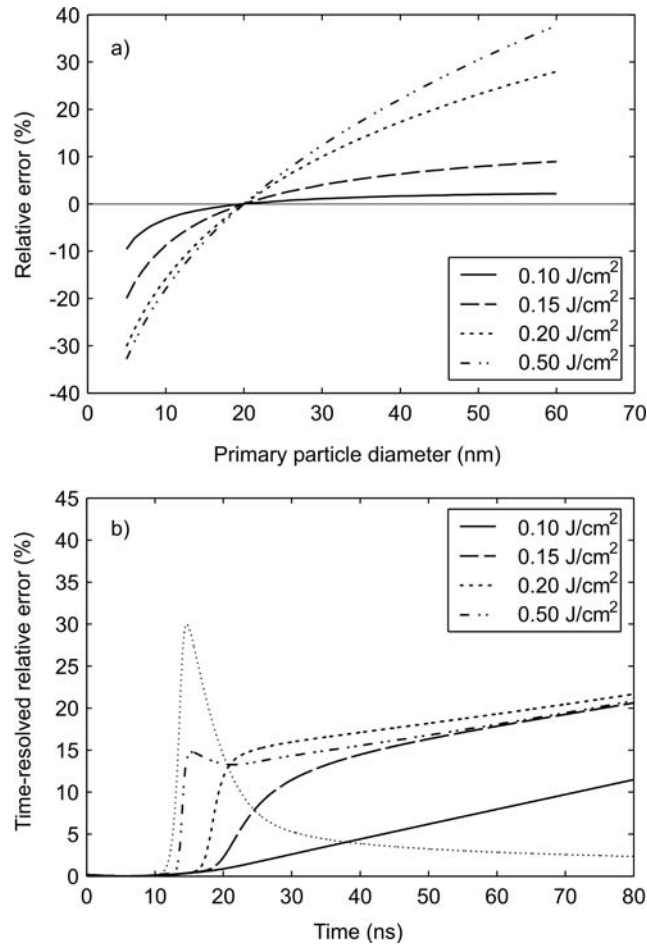 a)
Relative error (%)
40
30
20
10
0
-10
-20
-30
-40
0.10 J/cm²
0.15 J/cm²
0.20 J/cm²
0.50 J/cm²
0 10 20 30 40 50 60 70
Primary particle diameter (nm)
b)
Time-resolved relative error (%)
45
40
35
30
25
20
15
10
5
0
0.10 J/cm²
0.15 J/cm²
0.20 J/cm²
0.50 J/cm²
0 10 20 30 40 50 60 70 80
Time (ns)